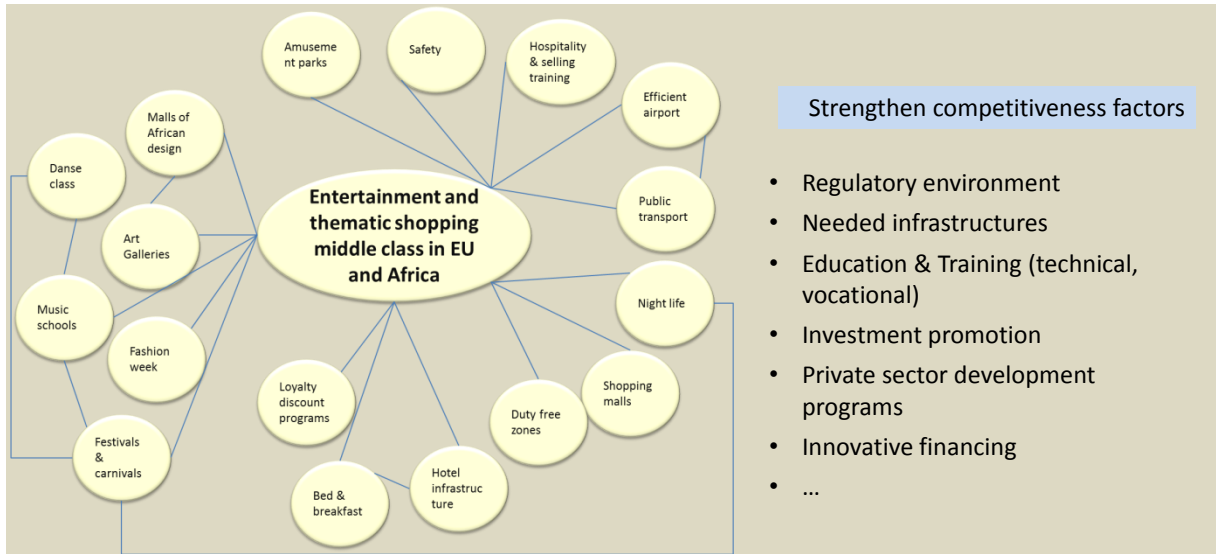 Amuseme
nt parks
Safety
Hospitality
& selling
training
Efficient
airport
Malls of
African
design
Danse
class
Public
transport
Art
Galleries
Entertainment and
thematic shopping
middle class in EU
and Africa
Night life
Music
schools
Fashion
week
Loyalty
discount
programs
Shopping
malls
Duty free
zones
Festivals
&
carnivals
Bed &
breakfast
Hotel
infrastruc
ture
Strengthen competitiveness factors
• Regulatory environment
• Needed infrastructures
• Education & Training (technical,
vocational)
• Investment promotion
• Private sector development
programs
• Innovative financing
• …